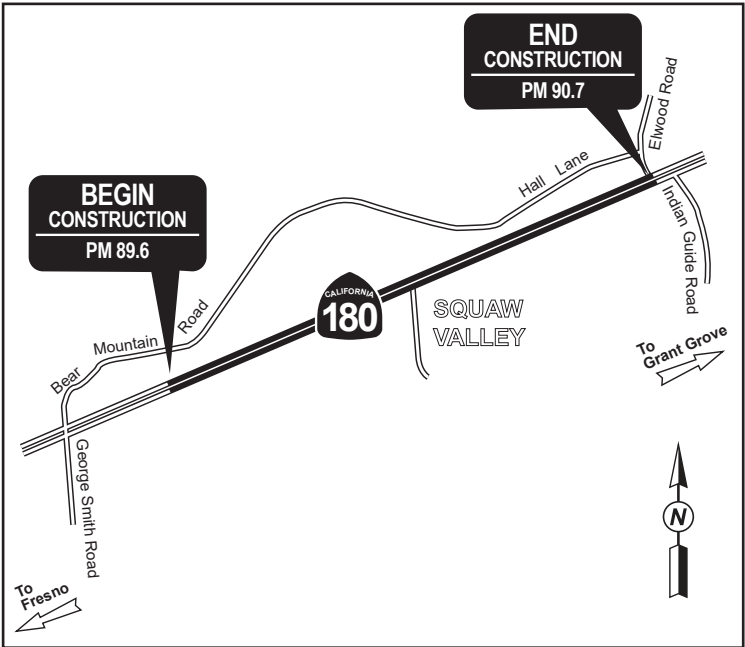 END
CONSTRUCTION
PM 90.7
Elwood Road
Hall Lane
BEGIN
CONSTRUCTION
PM 89.6
Indian Guide Road
CALIFORNIA
180
SQUAW
VALLEY
Bear Mountain Road
To
Grant Grove
George Smith Road
N
To
Fresno